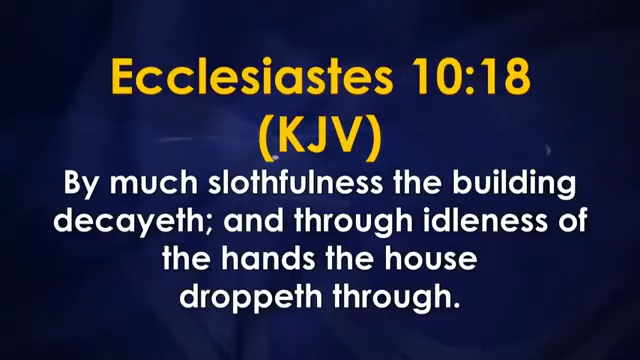 Ecclesiastes 10:18
(KJV)
By much slothfulness the building
decayeth; and through idleness of
the hands the house
droppeth through.